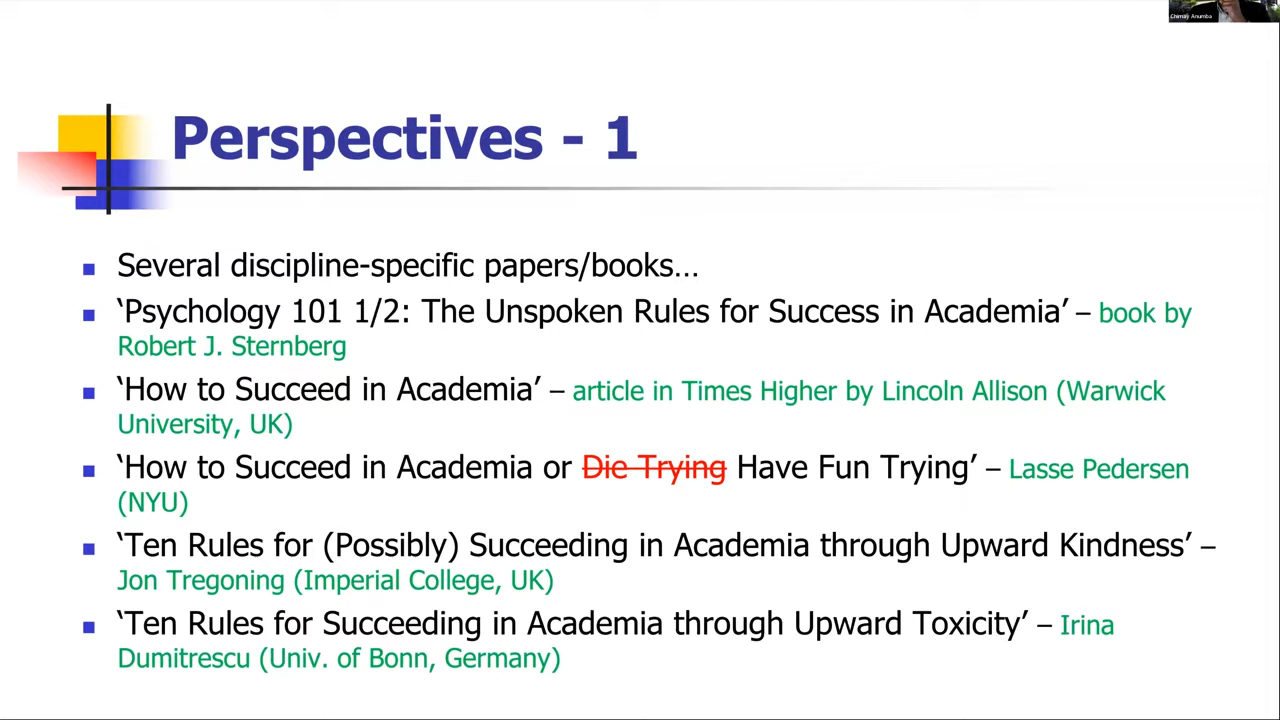 Chimay Anumba
Perspectives - 1
Several discipline-specific papers/books…
‘Psychology 101 1/2: The Unspoken Rules for Success in Academia’ – book by
Robert J. Sternberg
‘How to Succeed in Academia’ – article in Times Higher by Lincoln Allison (Warwick
University, UK)
‘How to Succeed in Academia or Die Trying Have Fun Trying’ – Lasse Pedersen
(NYU)
‘Ten Rules for (Possibly) Succeeding in Academia through Upward Kindness’ –
Jon Tregoning (Imperial College, UK)
‘Ten Rules for Succeeding in Academia through Upward Toxicity’ – Irina
Dumitrescu (Univ. of Bonn, Germany)